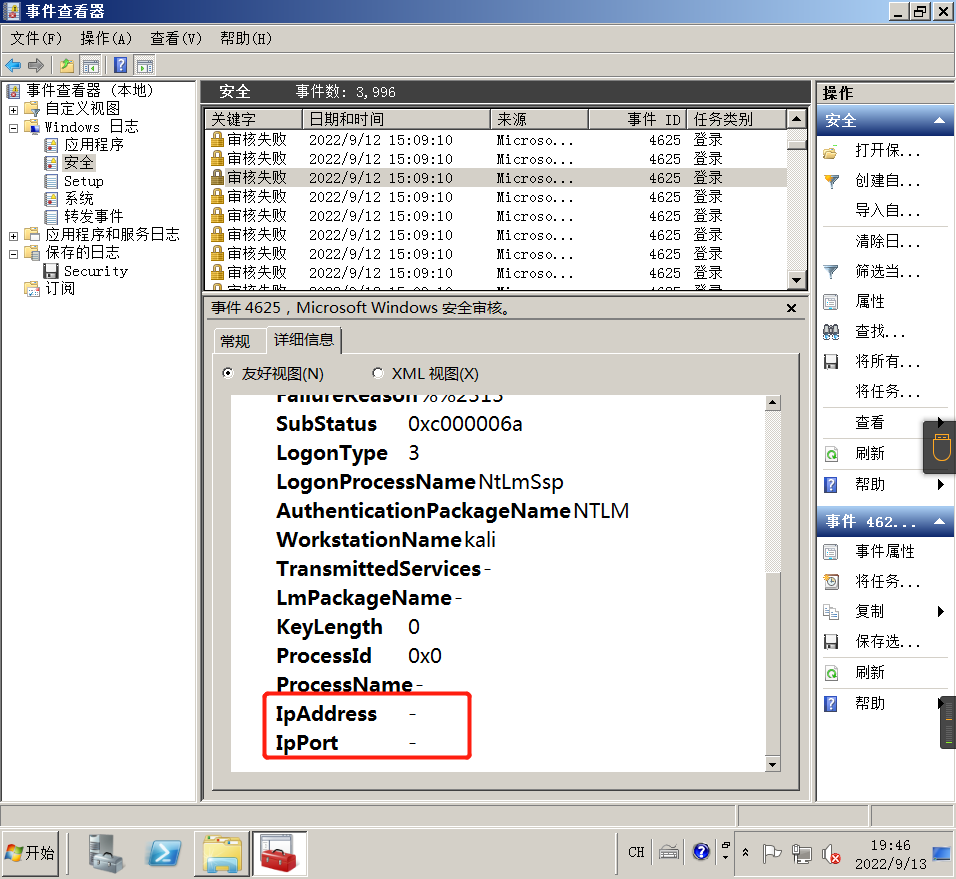 事件查看器
文件(F) 操作(A) 查看(V) 帮助(H)
事件查看器 (本地)
自定义视图
Windows 日志
应用程序
安全
Setup
系统
转发事件
应用程序和服务日志
保存的日志
Security
订阅
安全 事件数: 3,996
关键字 日期和时间 来源 事件 ID 任务类别
审核失败 2022/9/12 15:09:10 Microso... 4625 登录
审核失败 2022/9/12 15:09:10 Microso... 4625 登录
审核失败 2022/9/12 15:09:10 Microso... 4625 登录
审核失败 2022/9/12 15:09:10 Microso... 4625 登录
审核失败 2022/9/12 15:09:10 Microso... 4625 登录
审核失败 2022/9/12 15:09:10 Microso... 4625 登录
审核失败 2022/9/12 15:09:10 Microso... 4625 登录
审核失败 2022/9/12 15:09:10 Microso... 4625 登录
审核失败 2022/9/12 15:09:10 Microso... 4625 登录
事件 4625，Microsoft Windows 安全审核。
常规 详细信息
友好视图(N) XML 视图(X)
FailureReason %%2313
SubStatus 0xc000006a
LogonType 3
LogonProcessName NtLmSsp
AuthenticationPackageName NTLM
WorkstationName kali
TransmittedServices -
LmPackageName -
KeyLength 0
ProcessId 0x0
ProcessName -
IpAddress -
IpPort -
操作
安全
打开保...
创建自...
导入自...
清除日...
筛选当...
属性
查找...
将所有...
将任务...
查看
刷新
帮助
事件 462...
事件属性
将任务...
复制
保存选...
刷新
帮助
开始
CH
19:46
2022/9/13